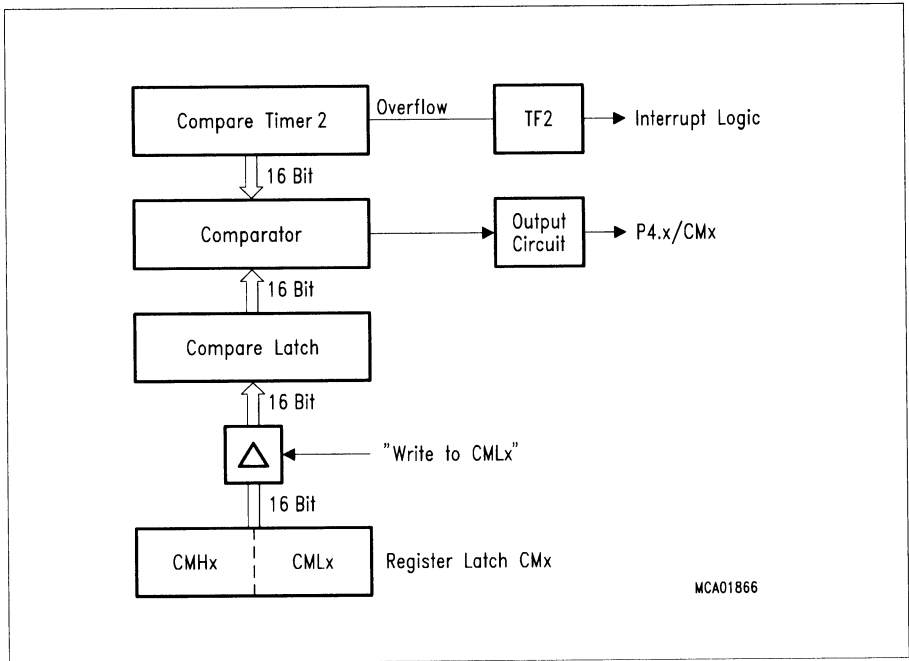 Compare Timer 2
Overflow
TF2
Interrupt Logic
16 Bit
Comparator
Output
Circuit
P4.x/CMx
16 Bit
Compare Latch
16 Bit
"Write to CMLx"
16 Bit
CMHx
CMLx
Register Latch CMx
MCA01866